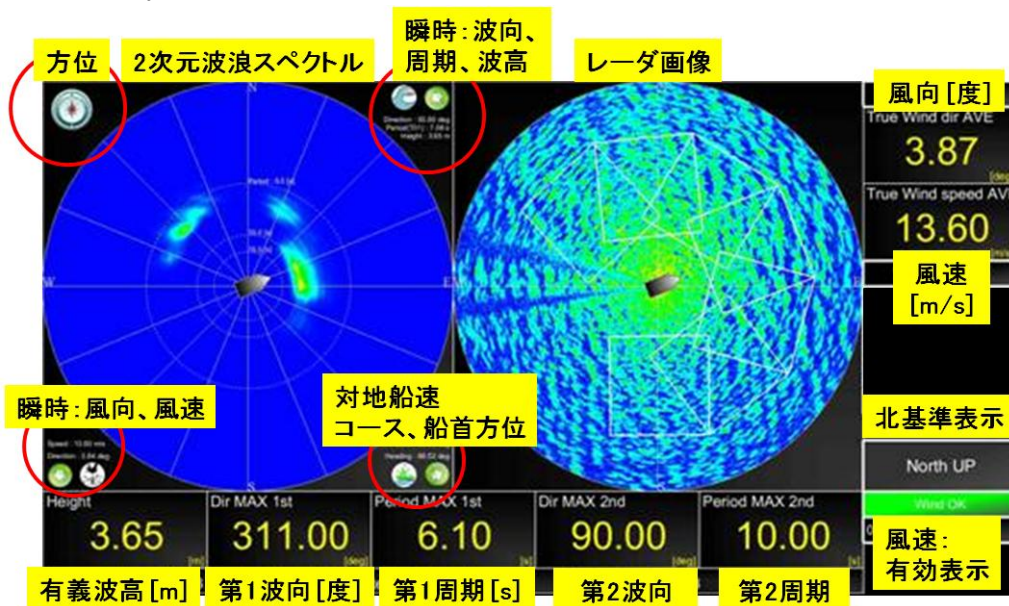 方位
2次元波浪スペクトル
瞬時:波向、
周期、波高
レーダ画像
風向[度]
True Wind dir AVE
3.87
[deg]
True Wind speed AVE
13.60
風速
[m/s]
N
W
瞬時:風向、風速
対地船速
コース、船首方位
北基準表示
North UP
Wind OK
風速:
有効表示
Height
3.65
[m]
Dir MAX 1st
311.00
[deg]
Period MAX 1st
6.10
[s]
Dir MAX 2nd
90.00
[deg]
Period MAX 2nd
10.00
[s]
有義波高[m]
第1波向[度]
第1周期[s]
第2波向
第2周期